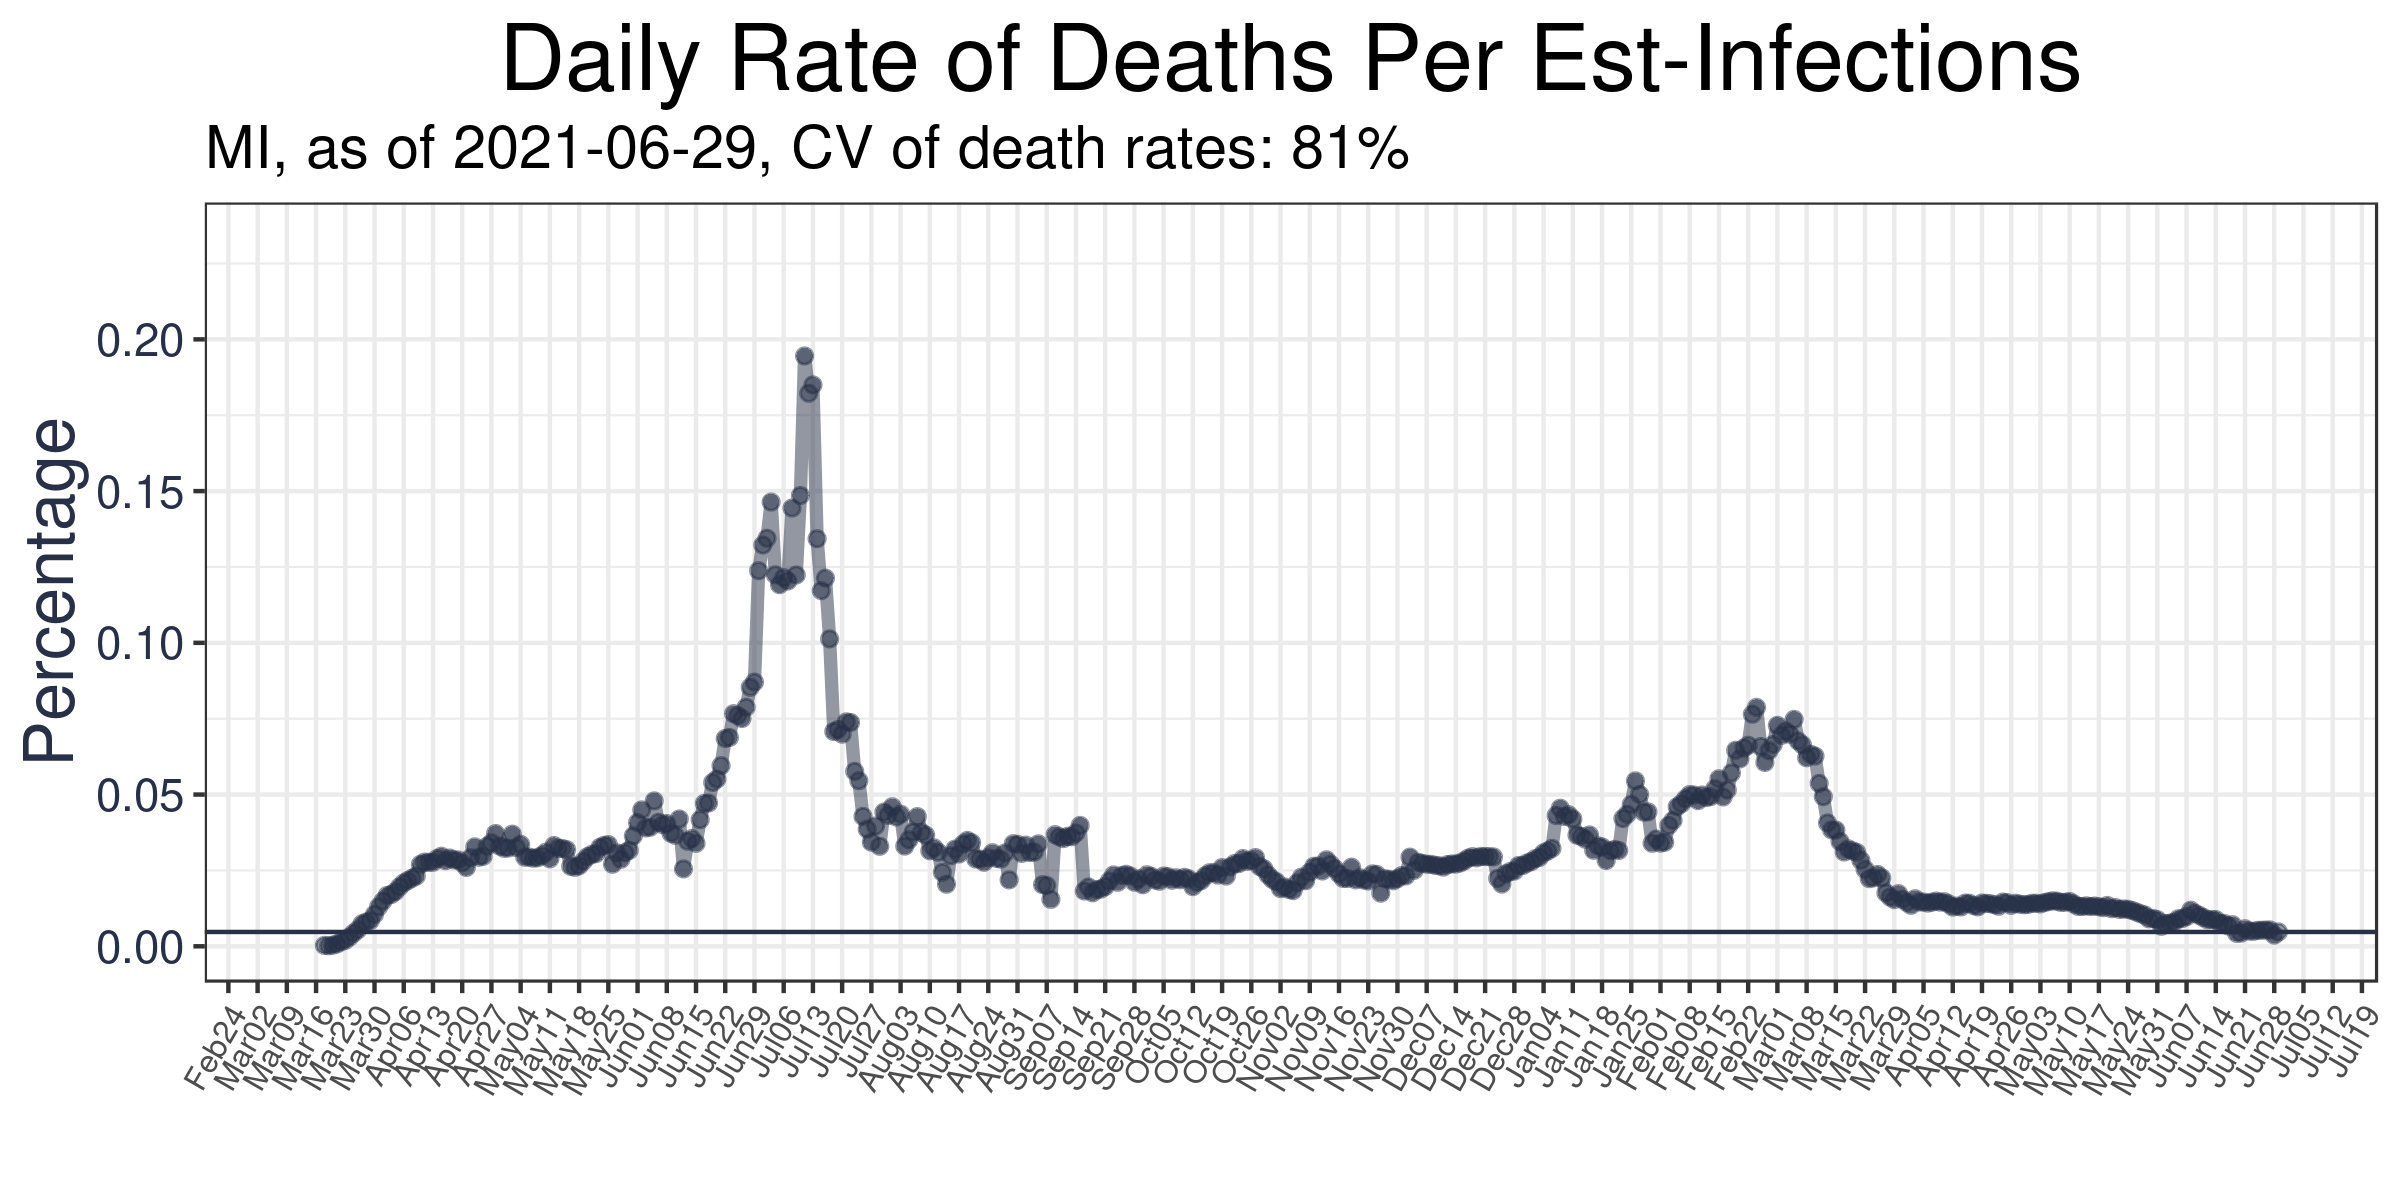 Daily Rate of Deaths Per Est-Infections
MI, as of 2021-06-29, CV of death rates: 81%
Percentage
0.20
0.15
0.10
0.05
0.00
Feb24
Mar02
Mar09
Mar16
Mar23
Mar30
Apr06
Apr13
Apr20
Apr27
May04
May11
May18
May25
Jun01
Jun08
Jun15
Jun22
Jun29
Jul06
Jul13
Jul20
Jul27
Aug03
Aug10
Aug17
Aug24
Aug31
Sep07
Sep14
Sep21
Sep28
Oct05
Oct12
Oct19
Oct26
Nov02
Nov09
Nov16
Nov23
Nov30
Dec07
Dec14
Dec21
Dec28
Jan04
Jan11
Jan18
Jan25
Feb01
Feb08
Feb15
Feb22
Mar01
Mar08
Mar15
Mar22
Mar29
Apr05
Apr12
Apr19
Apr26
May03
May10
May17
May24
May31
Jun07
Jun14
Jun21
Jun28
Jul05
Jul12
Jul19